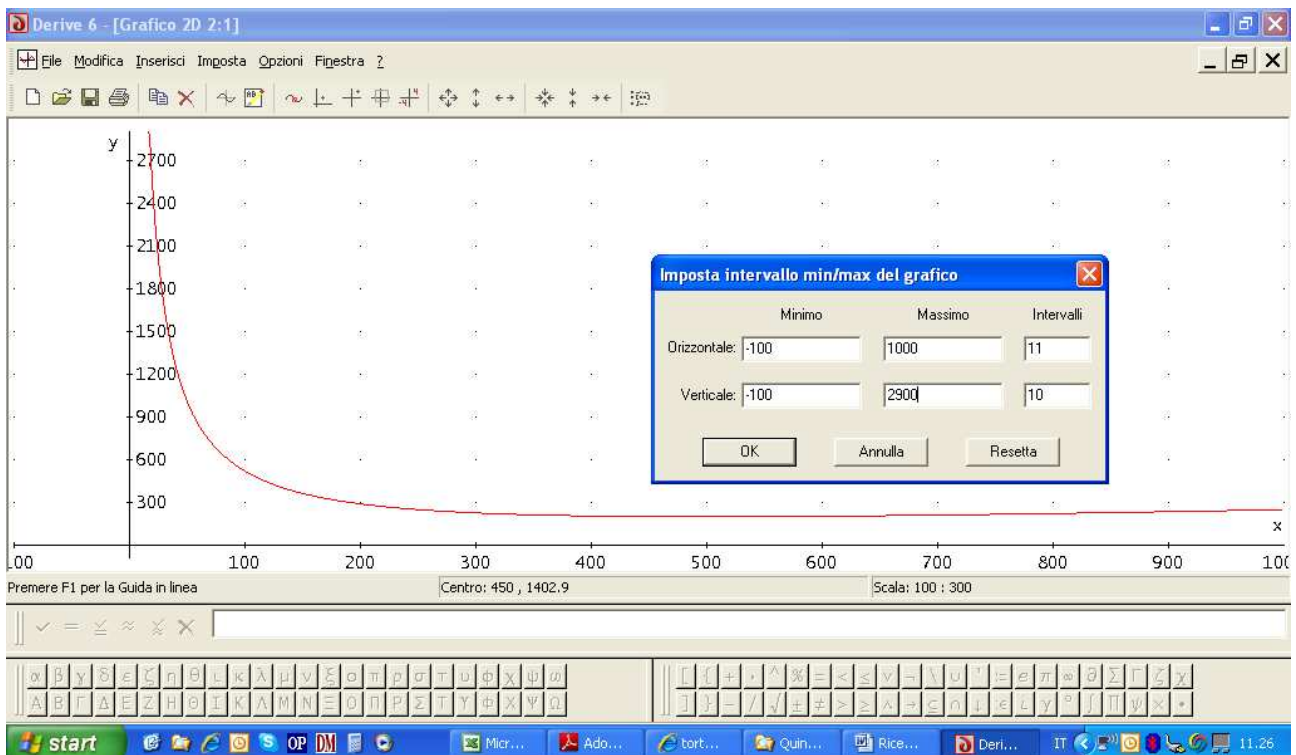 Derive 6 - [Grafico 2D 2:1]
File Modifica Inserisci Imposta Opzioni Finestra ?
y
2700
2400
2100
1800
1500
1200
900
600
300
x
100 200 300 400 500 600 700 800 900
Imposta intervallo min/max del grafico
Minimo Massimo Intervalli
Orizzontale: -100 1000 11
Verticale: -100 2900 10
OK Annulla Resetta
Premere F1 per la Guida in linea Centro: 450 , 1402.9 Scala: 100 : 300
α β γ δ ε ζ η θ ι κ λ μ ν ξ ο π ρ σ τ υ φ χ ψ ω
Α Β Γ Δ Ε Ζ Η Θ Ι Κ Λ Μ Ν Ξ Ο Π Ρ Σ Τ Υ Φ Χ Ψ Ω
start OP DM Micr... Ado... tort... Quin... Rice... Deri... IT 11.26